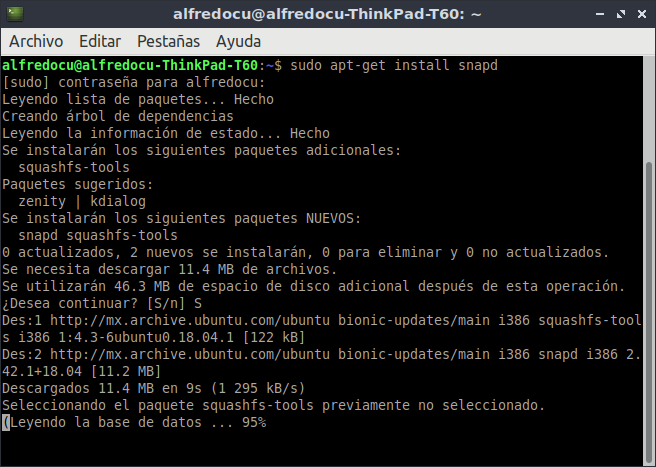 alfredocu@alfredocu-ThinkPad-T60: ~
Archivo Editar Pestañas Ayuda
alfredocu@alfredocu-ThinkPad-T60:~$ sudo apt-get install snapd
[sudo] contraseña para alfredocu:
Leyendo lista de paquetes... Hecho
Creando árbol de dependencias
Leyendo la información de estado... Hecho
Se instalarán los siguientes paquetes adicionales:
  squashfs-tools
Paquetes sugeridos:
  zenity | kdialog
Se instalarán los siguientes paquetes NUEVOS:
  snapd squashfs-tools
0 actualizados, 2 nuevos se instalarán, 0 para eliminar y 0 no actualizados.
Se necesita descargar 11.4 MB de archivos.
Se utilizarán 46.3 MB de espacio de disco adicional después de esta operación.
¿Desea continuar? [S/n] S
Des:1 http://mx.archive.ubuntu.com/ubuntu bionic-updates/main i386 squashfs-tool
s i386 1:4.3-6ubuntu0.18.04.1 [122 kB]
Des:2 http://mx.archive.ubuntu.com/ubuntu bionic-updates/main i386 snapd i386 2.
42.1+18.04 [11.2 MB]
Descargados 11.4 MB en 9s (1 295 kB/s)
Seleccionando el paquete squashfs-tools previamente no seleccionado.
(Leyendo la base de datos ... 95%